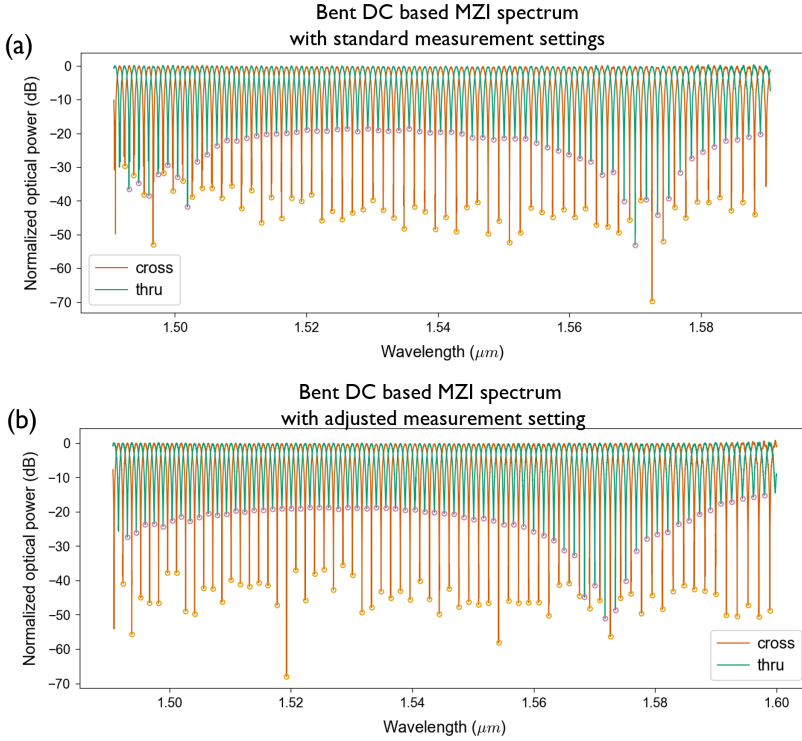 Bent DC based MZI spectrum
with standard measurement settings
(a)
Normalized optical power (dB)
0
−10
−20
−30
−40
−50
−60
−70
cross
thru
1.50
1.52
1.54
1.56
1.58
Wavelength (μm)
Bent DC based MZI spectrum
with adjusted measurement setting
(b)
Normalized optical power (dB)
0
−10
−20
−30
−40
−50
−60
−70
cross
thru
1.50
1.52
1.54
1.56
1.58
1.60
Wavelength (μm)